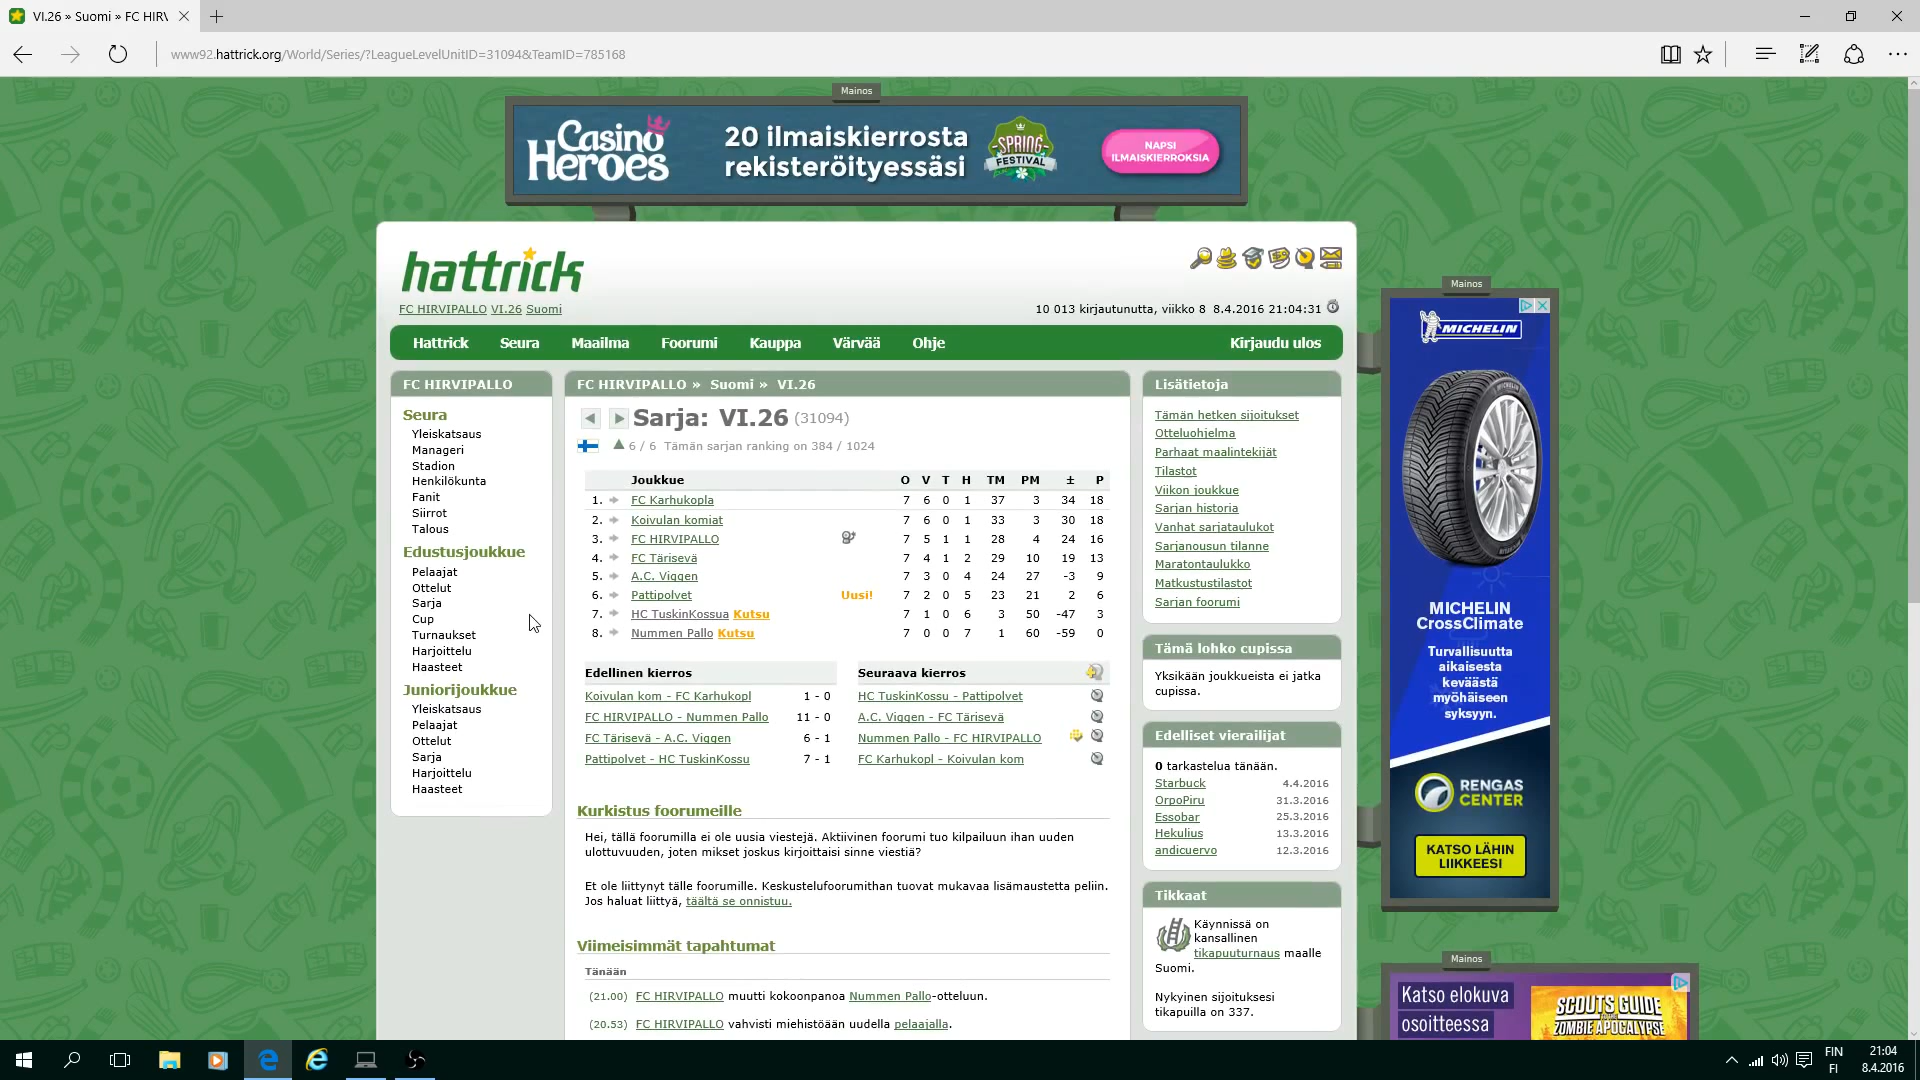 VI.26 » Suomi » FC HIRV
www92.hattrick.org/World/Series/?LeagueLevelUnitID=31094&TeamID=785168
Mainos
Casino Heroes
20 ilmaiskierrosta
rekisteröityessäsi
SPRING
FESTIVAL
NAPSI
ILMAISKIERROKSIA
hattrick
FC HIRVIPALLO VI.26 Suomi
10 013 kirjautunutta, viikko 8 8.4.2016 21:04:31
Hattrick Seura Maailma Foorumi Kauppa Värvää Ohje Kirjaudu ulos
FC HIRVIPALLO
Seura
Yleiskatsaus
Manageri
Stadion
Henkilökunta
Fanit
Siirrot
Talous
Edustusjoukkue
Pelaajat
Ottelut
Sarja
Cup
Turnaukset
Harjoittelu
Haasteet
Juniorijoukkue
Yleiskatsaus
Pelaajat
Ottelut
Sarja
Harjoittelu
Haasteet
FC HIRVIPALLO » Suomi » VI.26
Sarja: VI.26 (31094)
6 / 6 Tämän sarjan ranking on 384 / 1024
Joukkue O V T H TM PM ± P
1. FC Karhukopla 7 6 0 1 37 3 34 18
2. Koivulan komiat 7 6 0 1 33 3 30 18
3. FC HIRVIPALLO 7 5 1 1 28 4 24 16
4. FC Tärisevä 7 4 1 2 29 10 19 13
5. A.C. Viggen 7 3 0 4 24 27 -3 9
6. Pattipolvet Uusi! 7 2 0 5 23 21 2 6
7. HC TuskinKossua Kutsu 7 1 0 6 3 50 -47 3
8. Nummen Pallo Kutsu 7 0 0 7 1 60 -59 0
Edellinen kierros
Koivulan kom - FC Karhukopl 1 - 0
FC HIRVIPALLO - Nummen Pallo 11 - 0
FC Tärisevä - A.C. Viggen 6 - 1
Pattipolvet - HC TuskinKossu 7 - 1
Seuraava kierros
HC TuskinKossu - Pattipolvet
A.C. Viggen - FC Tärisevä
Nummen Pallo - FC HIRVIPALLO
FC Karhukopl - Koivulan kom
Kurkistus foorumeille
Hei, tällä foorumilla ei ole uusia viestejä. Aktiivinen foorumi tuo kilpailuun ihan uuden
ulottuvuuden, joten mikset joskus kirjoittaisi sinne viestiä?
Et ole liittynyt tälle foorumille. Keskustelufoorumithan tuovat mukavaa lisämaustetta peliin.
Jos haluat liittyä, täältä se onnistuu.
Viimeisimmät tapahtumat
Tänään
(21.00) FC HIRVIPALLO muutti kokoonpanoa Nummen Pallo-otteluun.
(20.53) FC HIRVIPALLO vahvisti miehistöään uudella pelaajalla.
Lisätietoja
Tämän hetken sijoitukset
Otteluohjelma
Parhaat maalintekijät
Tilastot
Viikon joukkue
Sarjan historia
Vanhat sarjataulukot
Sarjanousun tilanne
Maratontaulukko
Matkustustilastot
Sarjan foorumi
Tämä lohko cupissa
Yksikään joukkueista ei jatka
cupissa.
Edelliset vierailijat
0 tarkastelua tänään.
Starbuck 4.4.2016
OrpoPiru 31.3.2016
Essobar 25.3.2016
Hekulius 13.3.2016
andicuervo 12.3.2016
Tikkaat
Käynnissä on
kansallinen
tikapuuturnaus maalle
Suomi.
Nykyinen sijoituksesi
tikapuilla on 337.
Mainos
MICHELIN
MICHELIN
CrossClimate
Turvallisuutta
aikaisesta
keväästä
myöhäiseen
syksyyn.
RENGAS
CENTER
KATSO LÄHIN
LIIKKEESI
Mainos
Katso elokuva
osoitteessa
SCOUTS GUIDE
TO THE
ZOMBIE APOCALYPSE
FIN
FI
21:04
8.4.2016